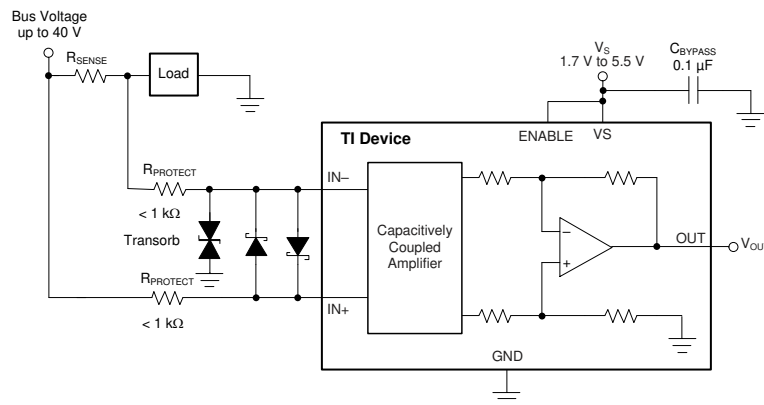 Bus Voltage
up to 40 V
RSENSE
Load
VS
1.7 V to 5.5 V
CBYPASS
0.1 µF
ENABLE
VS
TI Device
RPROTECT
< 1 kΩ
Transorb
IN–
Capacitively
Coupled
Amplifier
–
+
OUT
VOU
RPROTECT
< 1 kΩ
IN+
GND